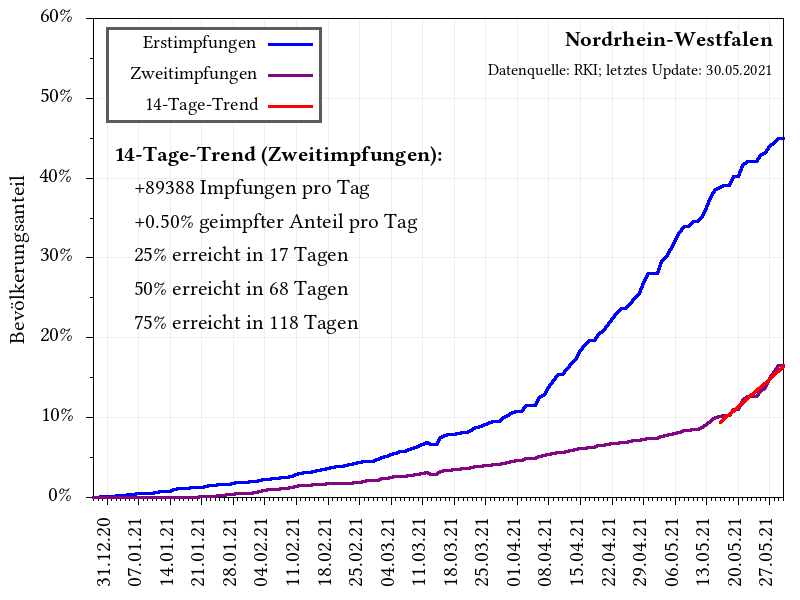 60%
50%
40%
30%
20%
10%
0%
Bevölkerungsanteil
Erstimpfungen
Zweitimpfungen
14-Tage-Trend
Nordrhein-Westfalen
Datenquelle: RKI; letztes Update: 30.05.2021
14-Tage-Trend (Zweitimpfungen):
+89388 Impfungen pro Tag
+0.50% geimpfter Anteil pro Tag
25% erreicht in 17 Tagen
50% erreicht in 68 Tagen
75% erreicht in 118 Tagen
31.12.20
07.01.21
14.01.21
21.01.21
28.01.21
04.02.21
11.02.21
18.02.21
25.02.21
04.03.21
11.03.21
18.03.21
25.03.21
01.04.21
08.04.21
15.04.21
22.04.21
29.04.21
06.05.21
13.05.21
20.05.21
27.05.21